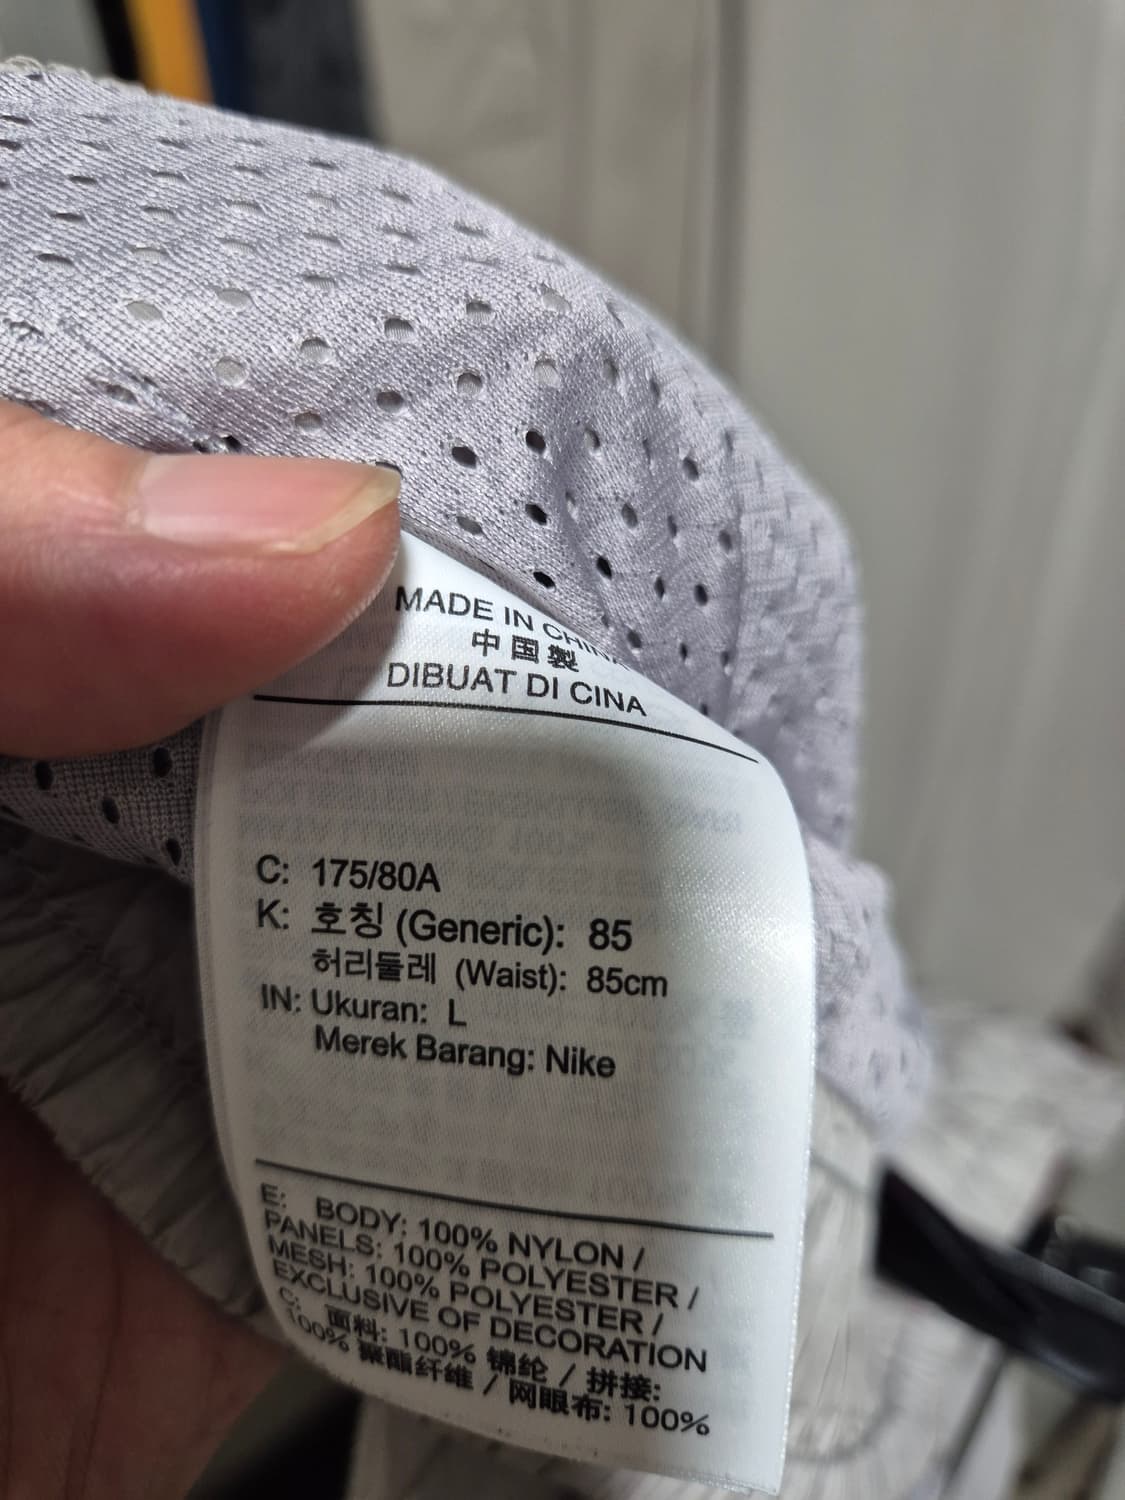 MADE IN CHINA
中国製
DIBUAT DI CINA
C: 175/80A
K: 호칭 (Generic): 85
허리둘레 (Waist): 85cm
IN: Ukuran: L
Merek Barang: Nike
E: BODY: 100% NYLON /
PANELS: 100% POLYESTER /
MESH: 100% POLYESTER /
EXCLUSIVE OF DECORATION
C: 面料: 100% 锦纶 / 拼接:
100% 聚酯纤维 / 网眼布: 100%